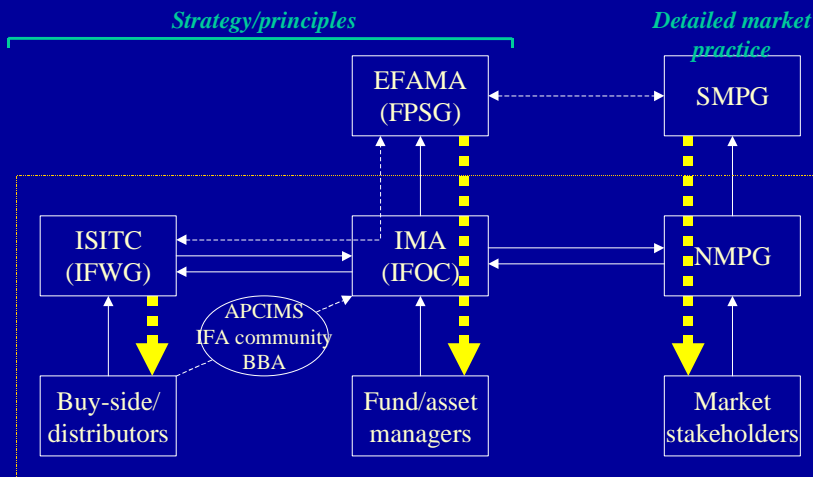 Strategy/principles
Detailed market
practice
EFAMA
(FPSG)
SMPG
ISITC
(IFWG)
IMA
(IFOC)
NMPG
APCIMS
IFA community
BBA
Buy-side/
distributors
Fund/asset
managers
Market
stakeholders